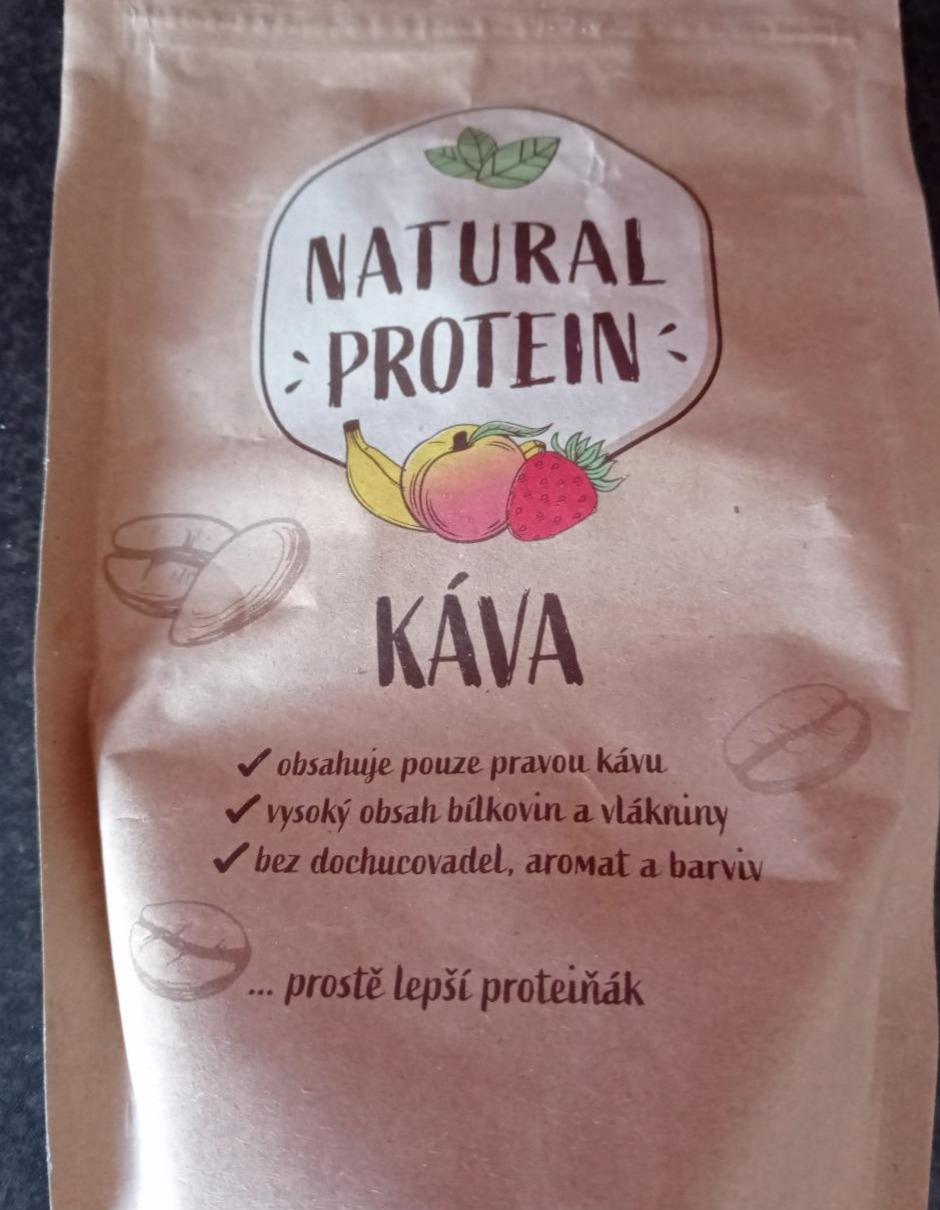 NATURAL
PROTEIN
KÁVA
✔ obsahuje pouze pravou kávu
✔ vysoký obsah bílkovin a vlákniny
✔ bez dochucovadel, aromat a barviv
... prostě lepší proteiňák